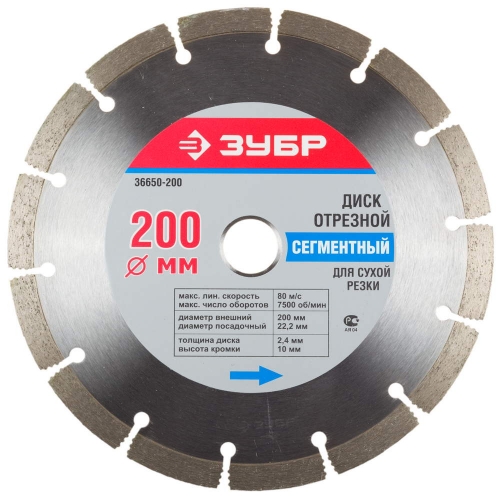 ЗУБР
36650-200
200
Ø мм
ДИСК
ОТРЕЗНОЙ
СЕГМЕНТНЫЙ
ДЛЯ СУХОЙ
РЕЗКИ
макс. лин. скорость 80 м/с
макс. число оборотов 7500 об/мин
диаметр внешний 200 мм
диаметр посадочный 22,2 мм
толщина диска 2,4 мм
высота кромки 10 мм
АЯ 04